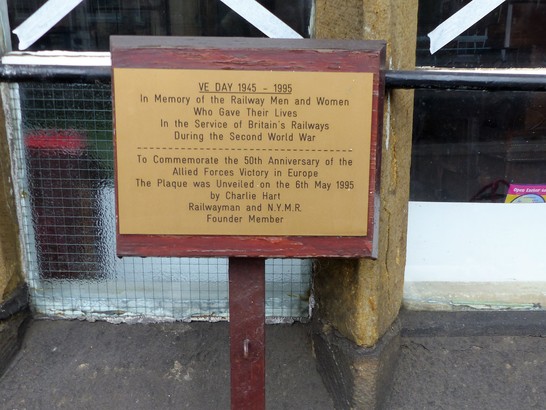 VE DAY 1945 - 1995
In Memory of the Railway Men and Women
Who Gave Their Lives
In the Service of Britain's Railways
During the Second World War
To Commemorate the 50th Anniversary of the
Allied Forces Victory in Europe
The Plaque was Unveiled on the 6th May 1995
by Charlie Hart
Railwayman and N.Y.M.R.
Founder Member